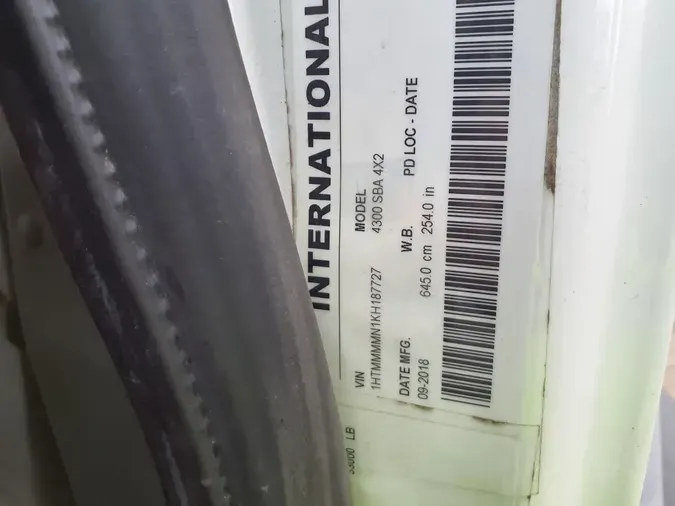 INTERNATIONAL
VIN MODEL
1HTMMMMN1KH187727 4300 SBA 4X2
DATE MFG. W.B. PD LOC - DATE
09-2018 645.0 cm 254.0 in
LB